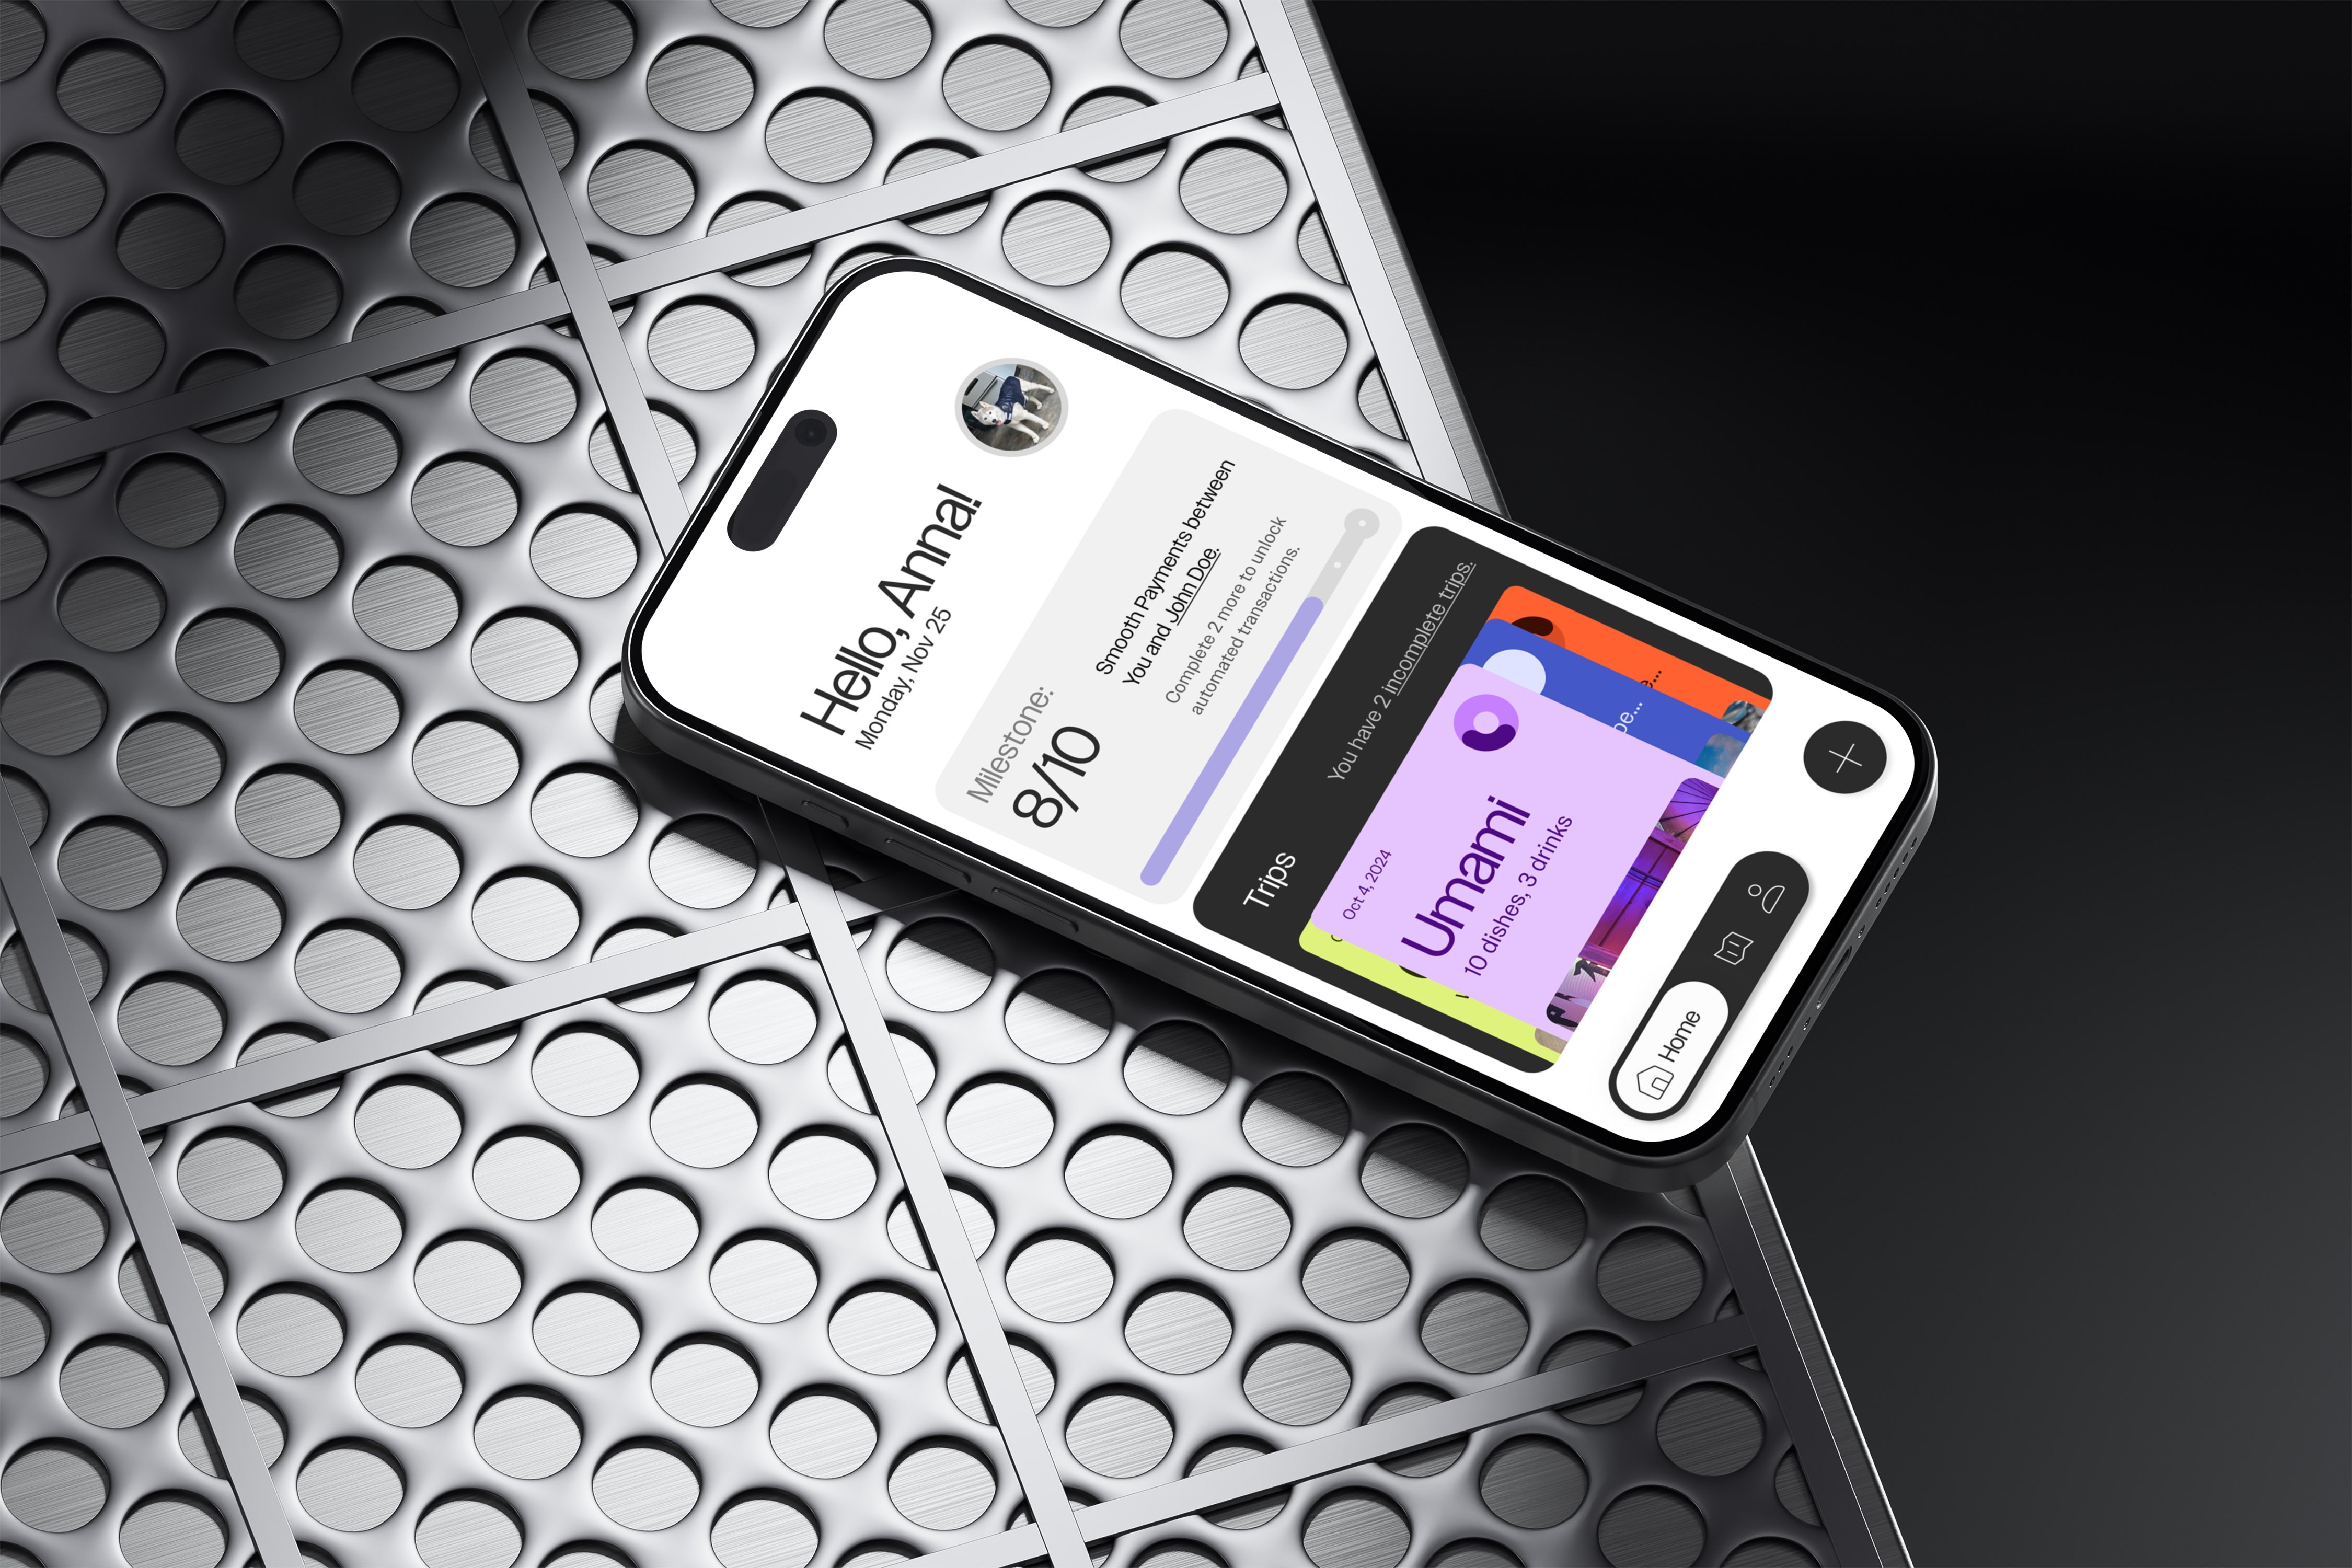 Hello, Anna!
Monday, Nov 25
Milestone:
8/10
Smooth Payments between
You and John Doe.
Complete 2 more to unlock
automated transactions.
Trips
You have 2 incomplete trips.
Oct 4, 2024
Umami
10 dishes, 3 drinks
Home